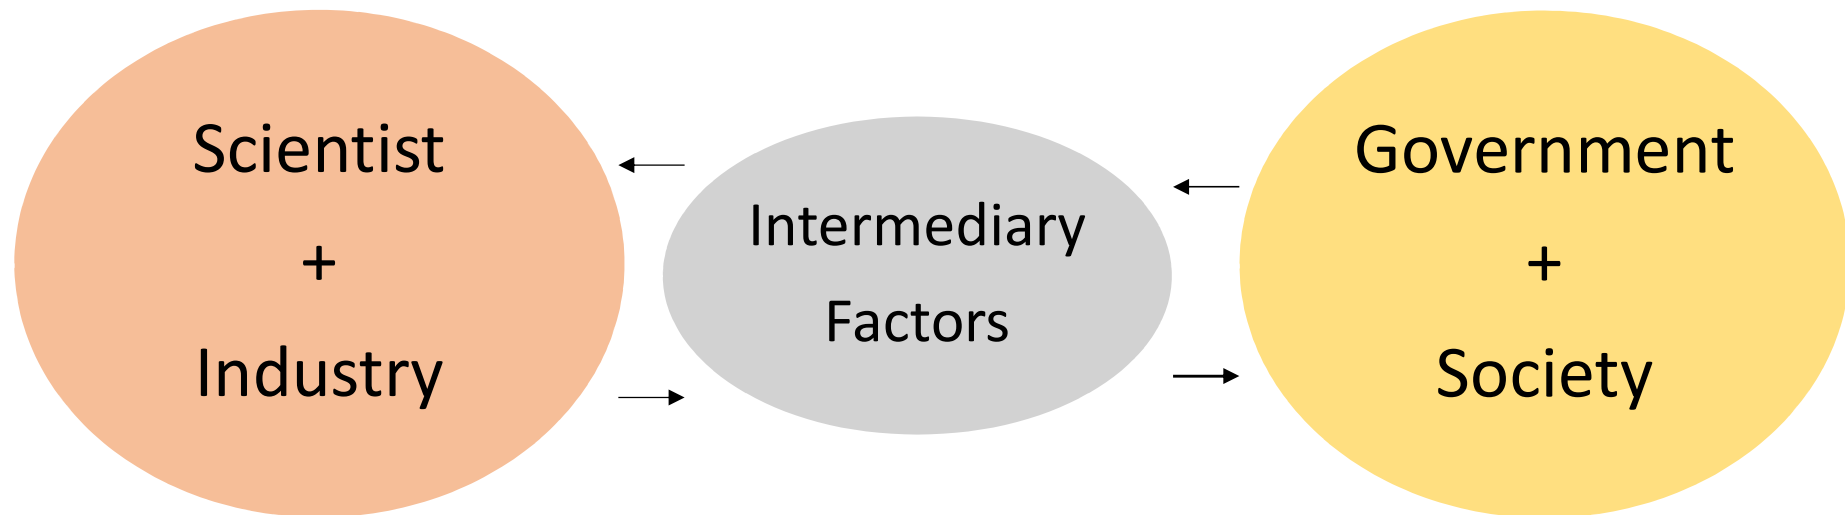 Scientist
+
Industry
Intermediary
Factors
Government
+
Society